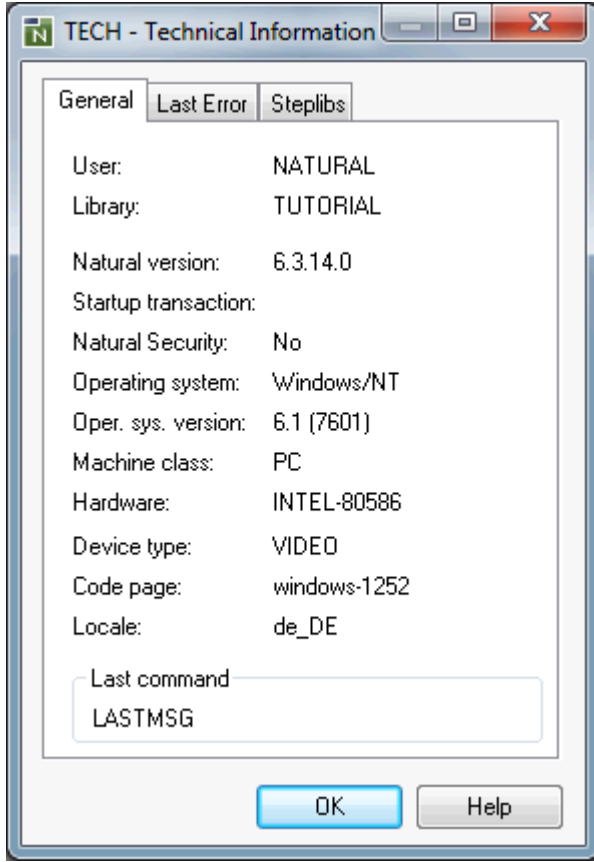 TECH - Technical Information
General Last Error Steplibs
User: NATURAL
Library: TUTORIAL
Natural version: 6.3.14.0
Startup transaction:
Natural Security: No
Operating system: Windows/NT
Oper. sys. version: 6.1 (7601)
Machine class: PC
Hardware: INTEL-80586
Device type: VIDEO
Code page: windows-1252
Locale: de_DE
Last command
LASTMSG
OK Help